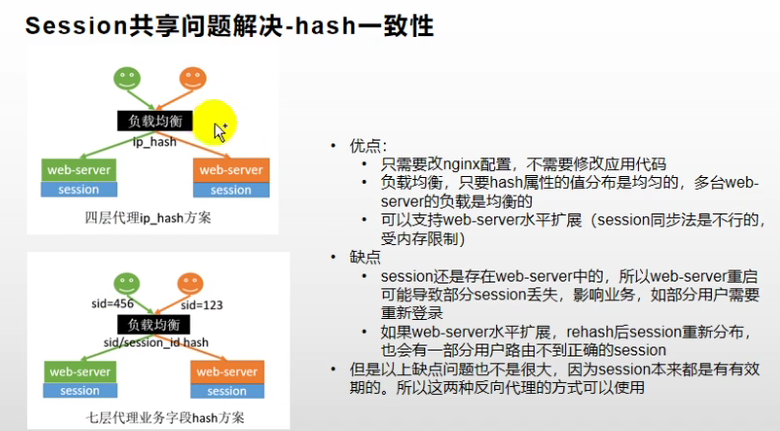 Session共享问题解决-hash一致性
负载均衡
ip_hash
web-server
web-server
session
session
四层代理ip_hash方案
sid=456
sid=123
负载均衡
sid/session_id hash
web-server
web-server
session
session
七层代理业务字段hash方案
• 优点：
• 只需要改nginx配置，不需要修改应用代码
• 负载均衡，只要hash属性的值分布是均匀的，多台web-
server的负载是均衡的
• 可以支持web-server水平扩展（session同步法是不行的，
受内存限制）
• 缺点
• session还是存在web-server中的，所以web-server重启
可能导致部分session丢失，影响业务，如部分用户需要
重新登录
• 如果web-server水平扩展，rehash后session重新分布，
也会有一部分用户路由不到正确的session
• 但是以上缺点问题也不是很大，因为session本来都是有有效
期的。所以这两种反向代理的方式可以使用